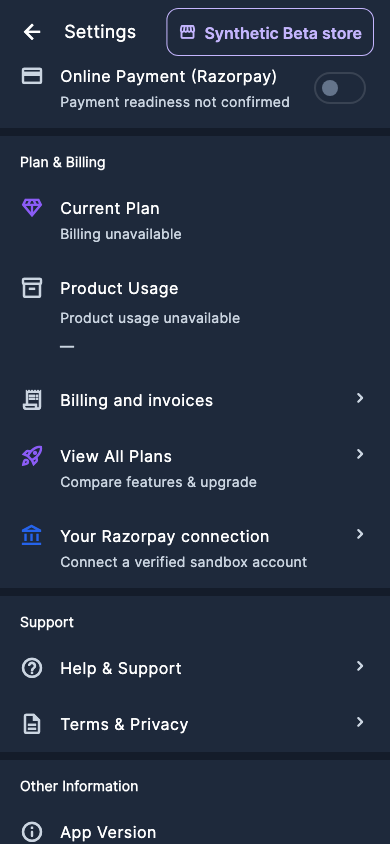 Settings
Synthetic Beta store
Online Payment (Razorpay)
Payment readiness not confirmed
Plan & Billing
Current Plan
Billing unavailable
Product Usage
Product usage unavailable
—
Billing and invoices
View All Plans
Compare features & upgrade
Your Razorpay connection
Connect a verified sandbox account
Support
Help & Support
Terms & Privacy
Other Information
App Version